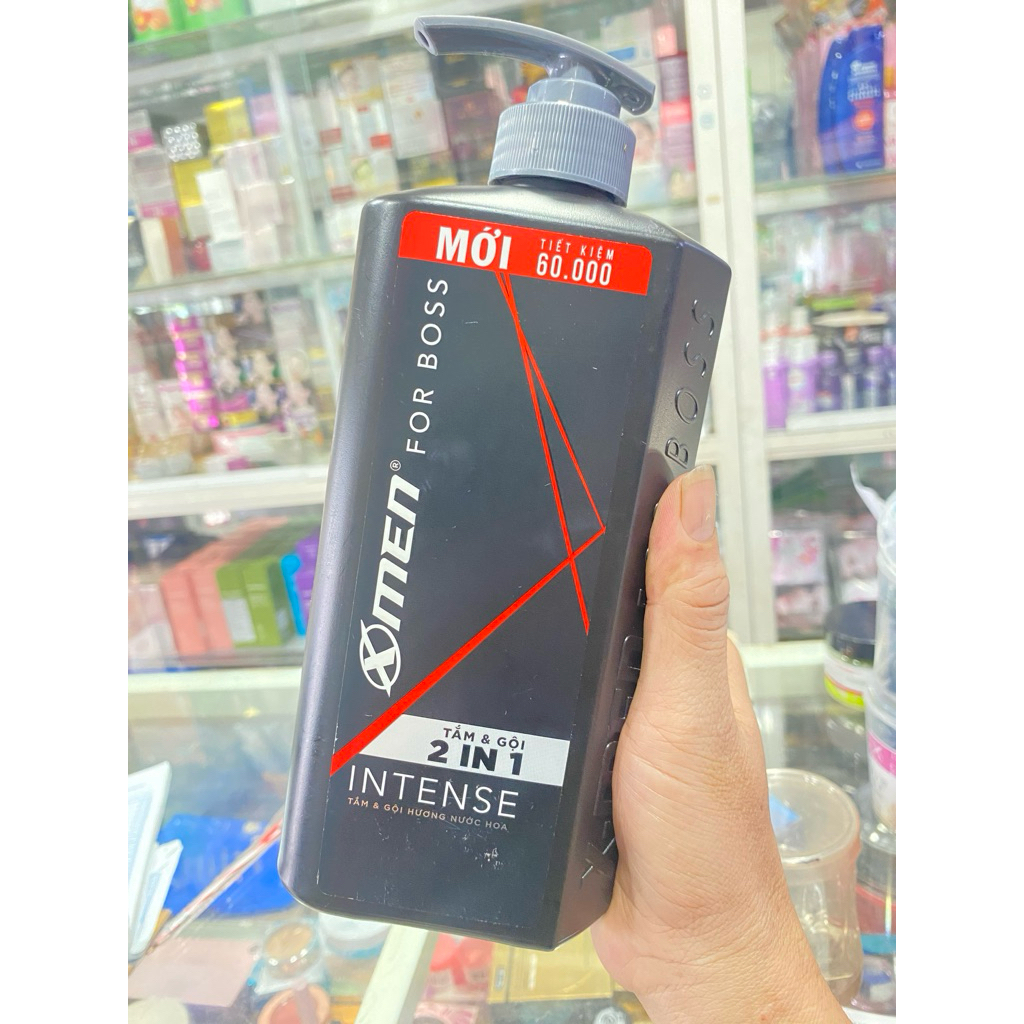 MỚI
TIẾT KIỆM
60.000
XMEN® FOR BOSS
BOSS
TẮM & GỘI
2 IN 1
INTENSE
TẮM & GỘI HƯƠNG NƯỚC HOA